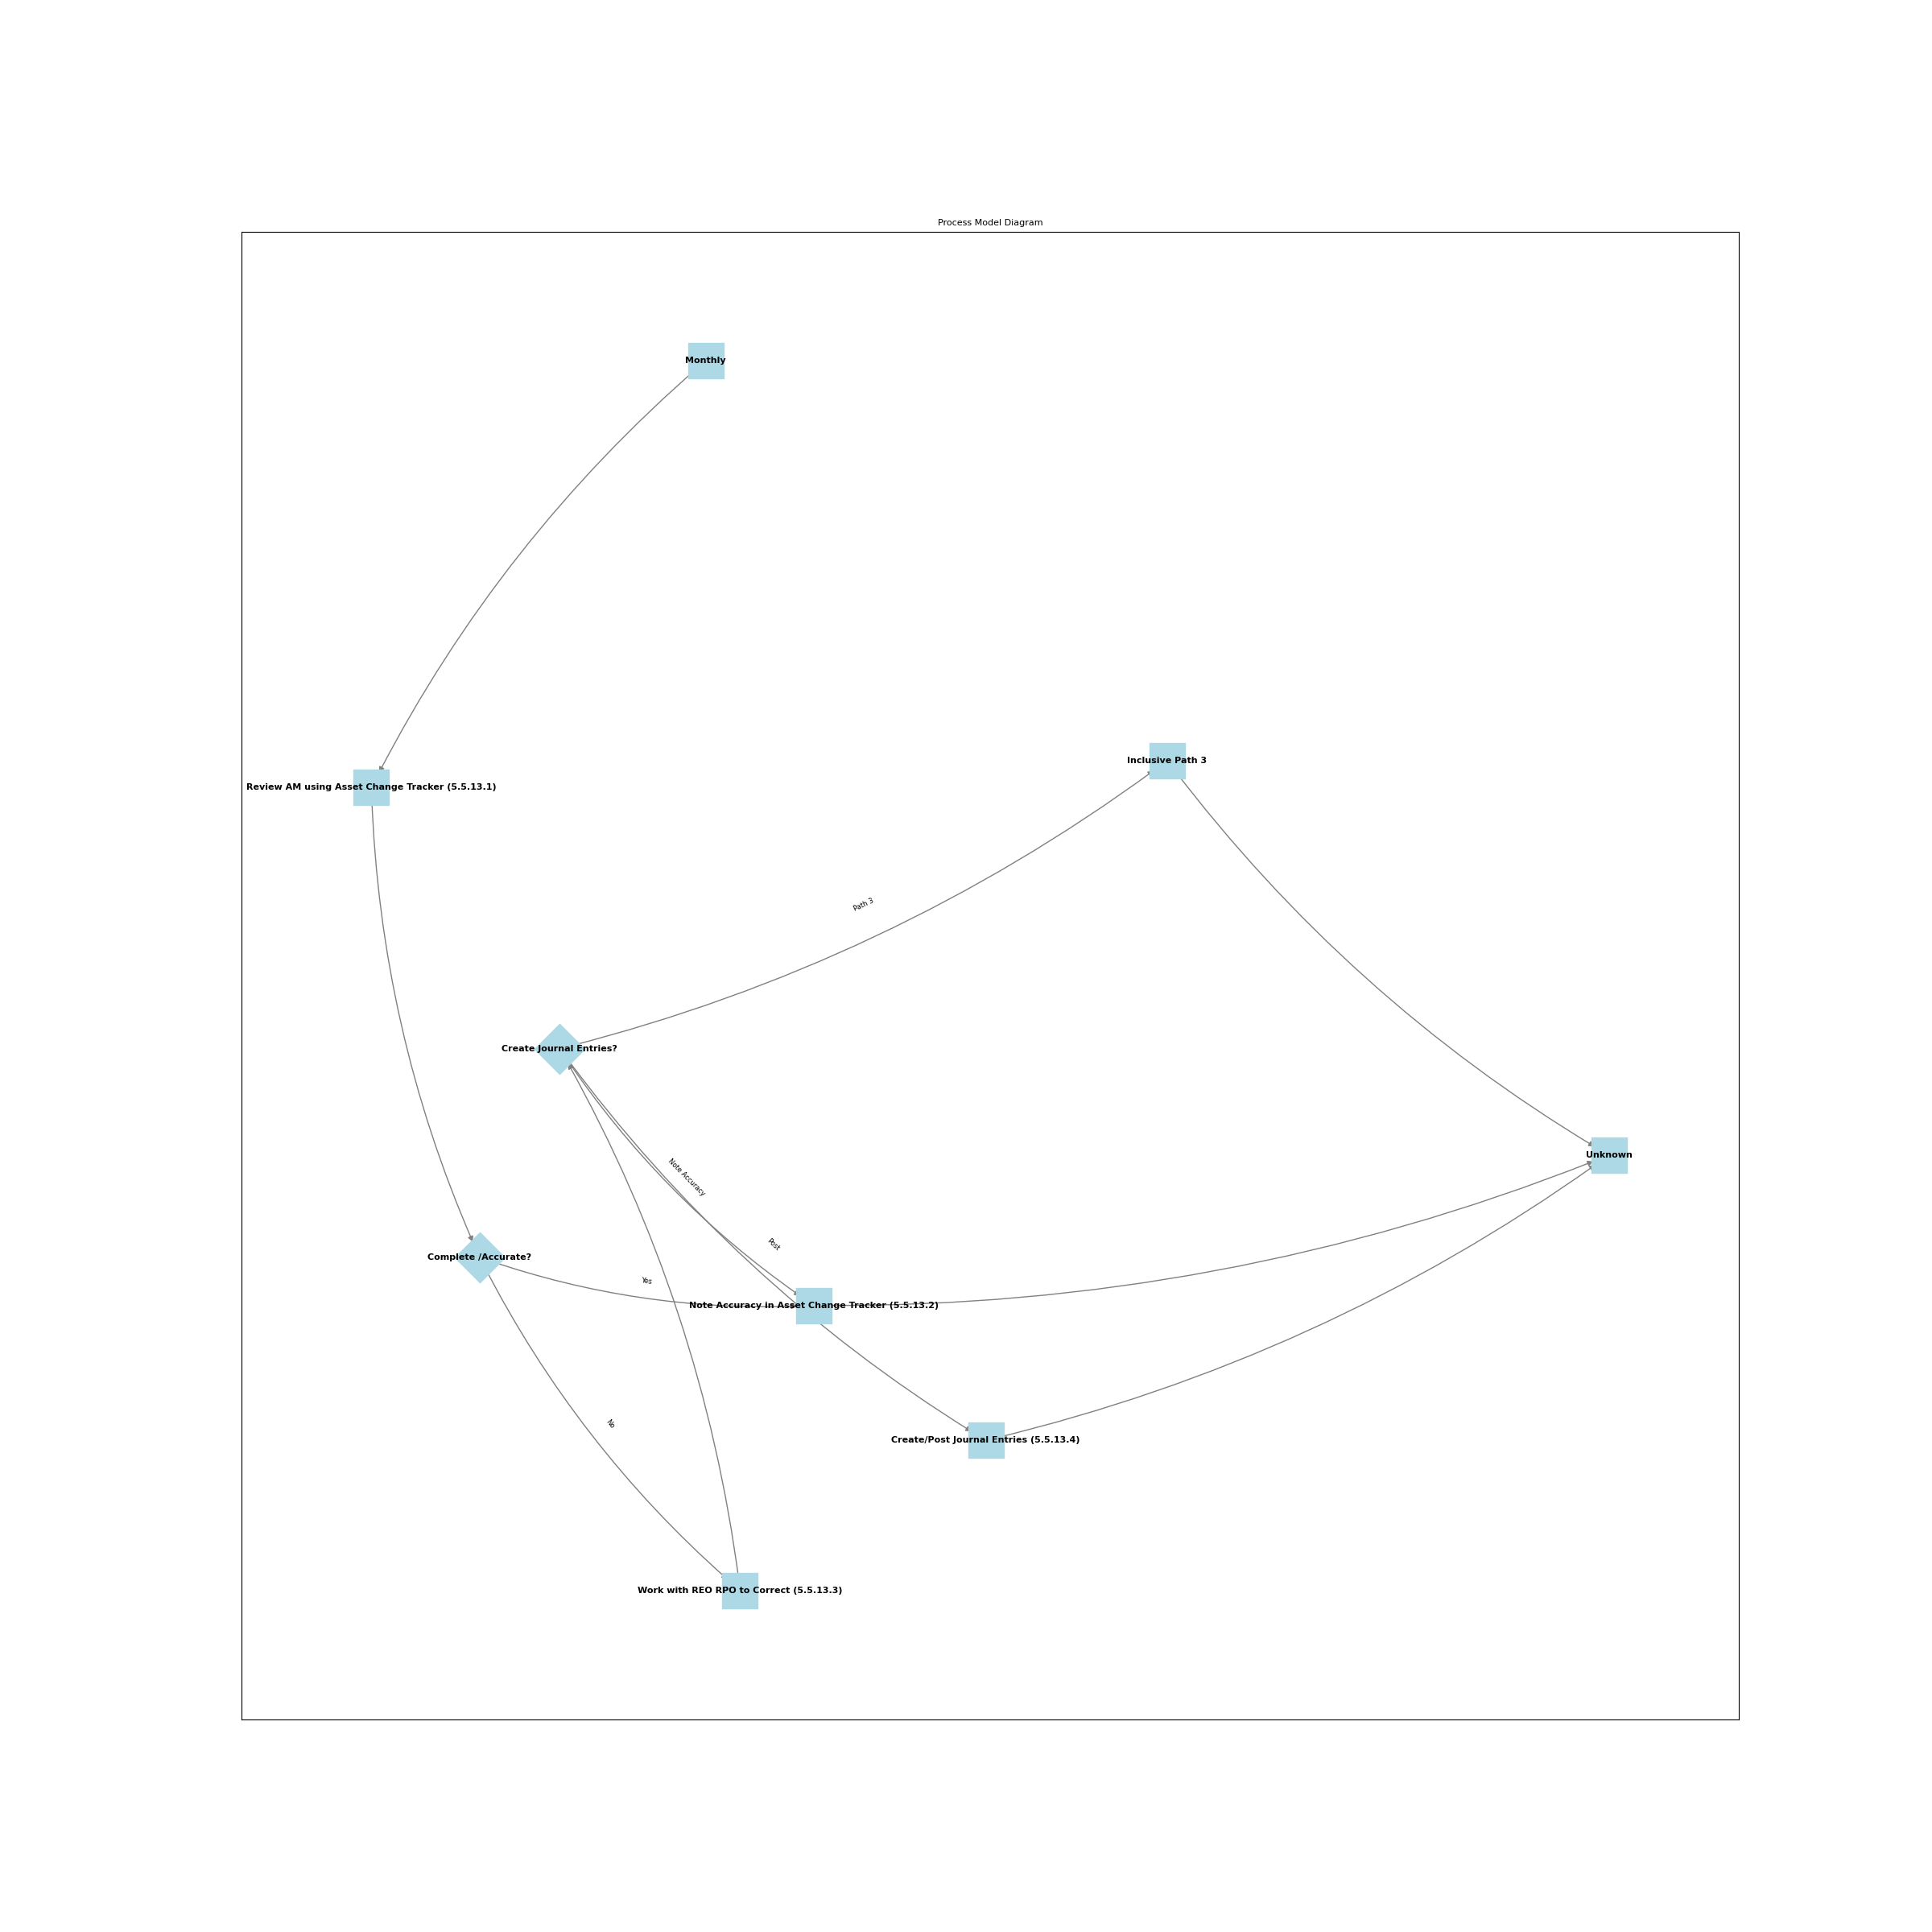 Process Model Diagram
Monthly
Inclusive Path 3
Review AM using Asset Change Tracker (5.5.13.1)
Path 3
Create Journal Entries?
Unknown
Note Accuracy
Post
Complete /Accurate?
Yes
Note Accuracy in Asset Change Tracker (5.5.13.2)
No
Create/Post Journal Entries (5.5.13.4)
Work with REO RPO to Correct (5.5.13.3)